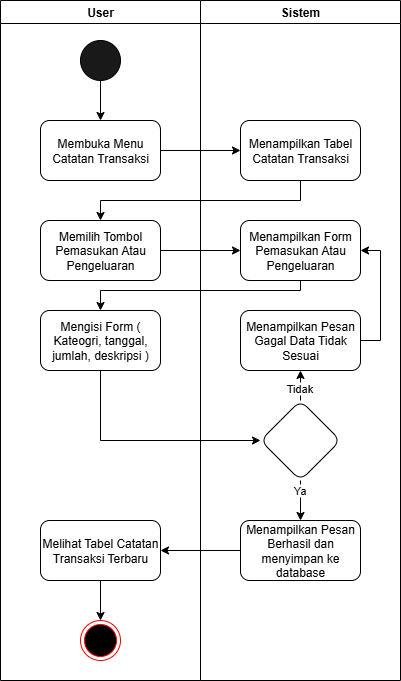 User
Sistem
Membuka Menu
Catatan Transaksi
Menampilkan Tabel
Catatan Transaksi
Memilih Tombol
Pemasukan Atau
Pengeluaran
Menampilkan Form
Pemasukan Atau
Pengeluaran
Mengisi Form (
Kateogri, tanggal,
jumlah, deskripsi )
Menampilkan Pesan
Gagal Data Tidak
Sesuai
Tidak
Ya
Menampilkan Pesan
Berhasil dan
menyimpan ke
database
Melihat Tabel Catatan
Transaksi Terbaru